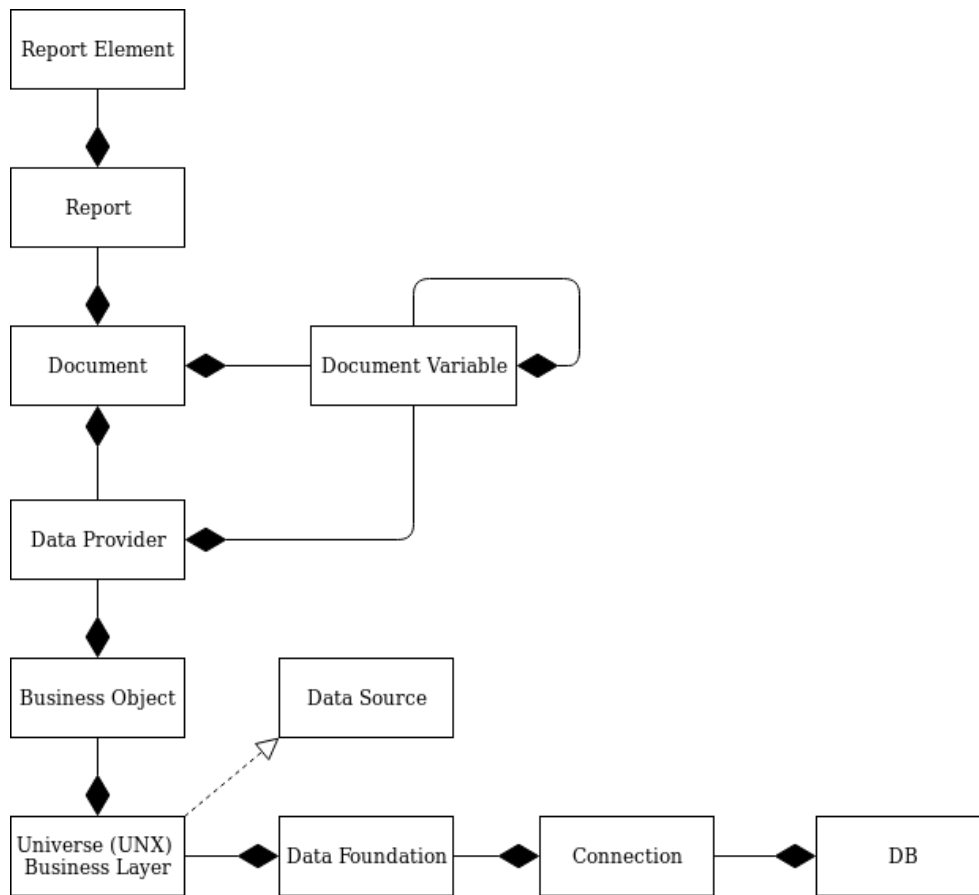 Report Element
Report
Document
Document Variable
Data Provider
Business Object
Data Source
Universe (UNX)
Business Layer
Data Foundation
Connection
DB